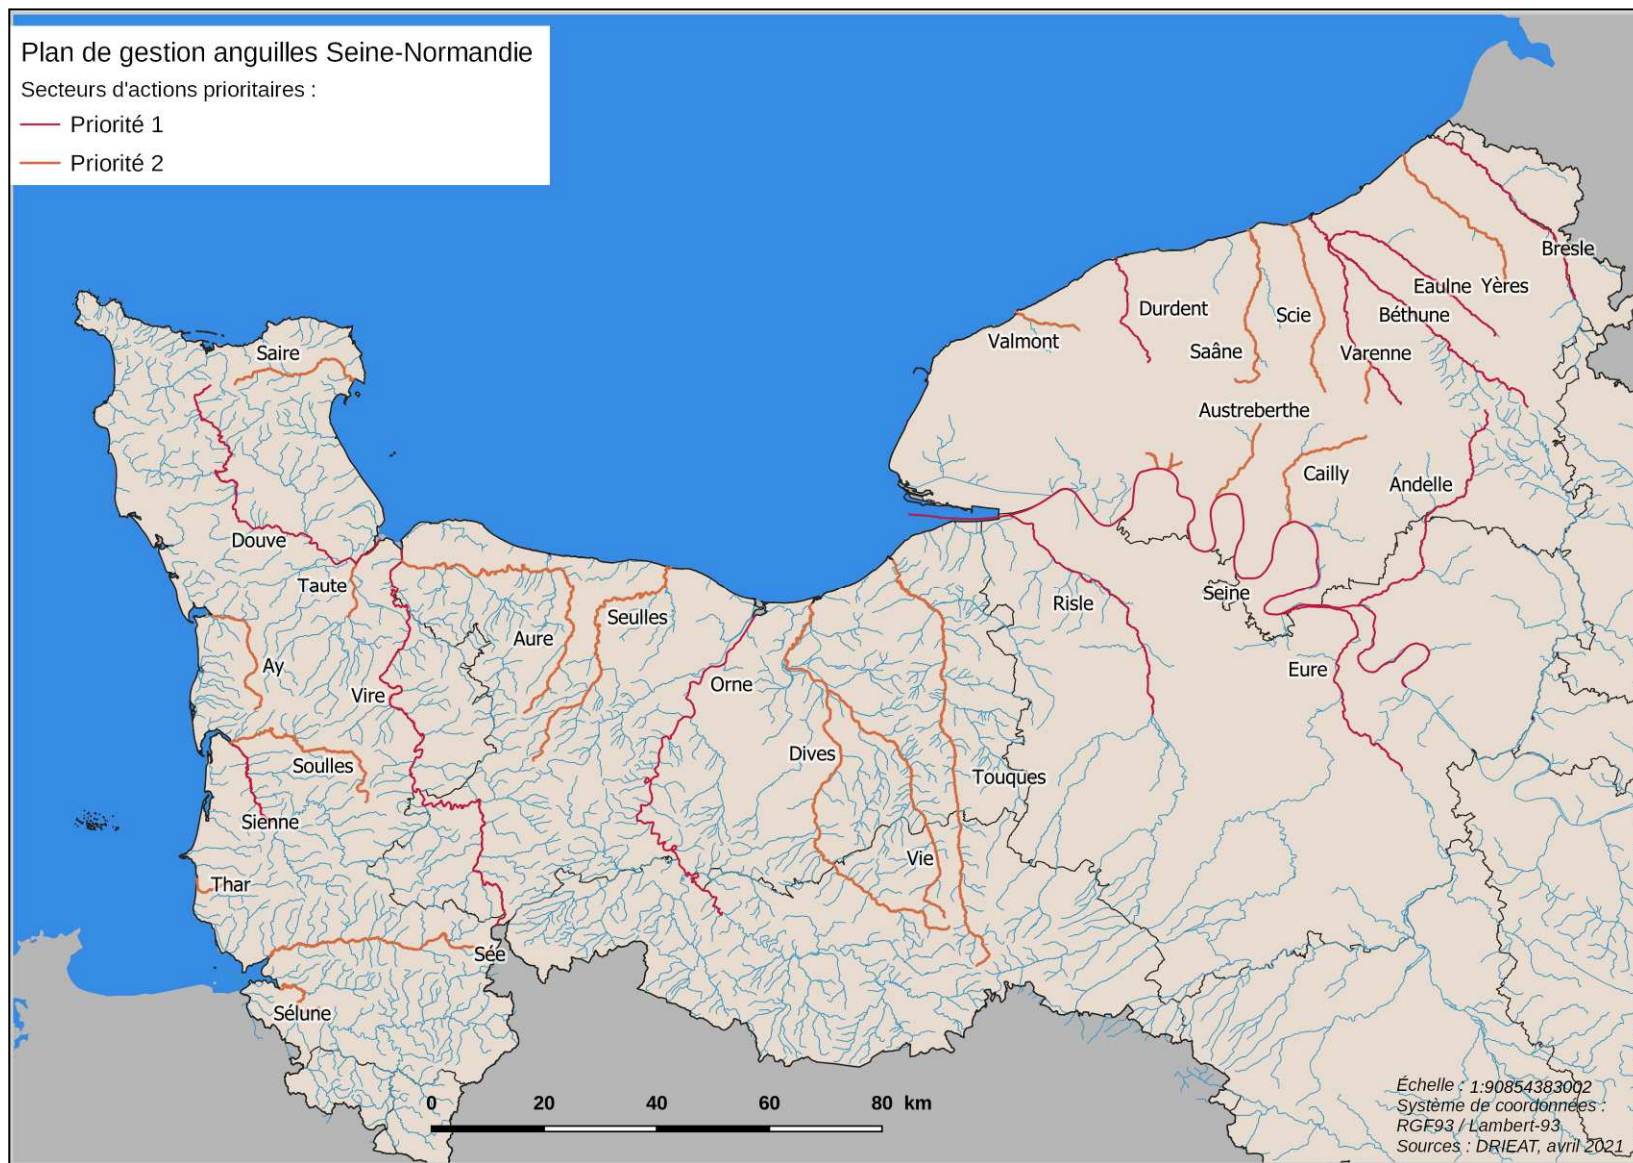 Plan de gestion anguilles Seine-Normandie
Secteurs d'actions prioritaires :
Priorité 1
Priorité 2
Bresle
Eaulne
Yères
Durdent
Scie
Béthune
Valmont
Saâne
Varenne
Saire
Austreberthe
Cailly
Andelle
Douve
Taute
Seine
Risle
Aure
Seulles
Ay
Vire
Orne
Eure
Soulles
Dives
Touques
Sienne
Vie
Thar
Sée
Sélune
0 20 40 60 80 km
Échelle : 1:90854383002
Système de coordonnées :
RGF93 / Lambert-93
Sources : DRIEAT, avril 2021